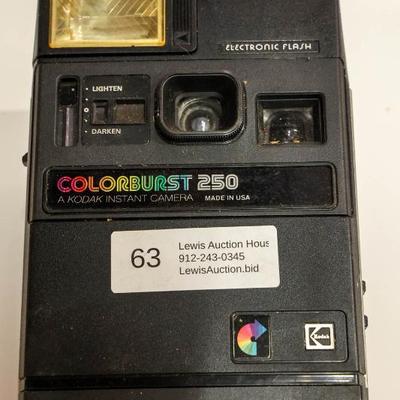 ELECTRONIC FLASH
• LIGHTEN
• DARKEN
COLORBURST 250
A KODAK INSTANT CAMERA MADE IN USA
63
Lewis Auction Hous
912-243-0345
LewisAuction.bid
Kodak